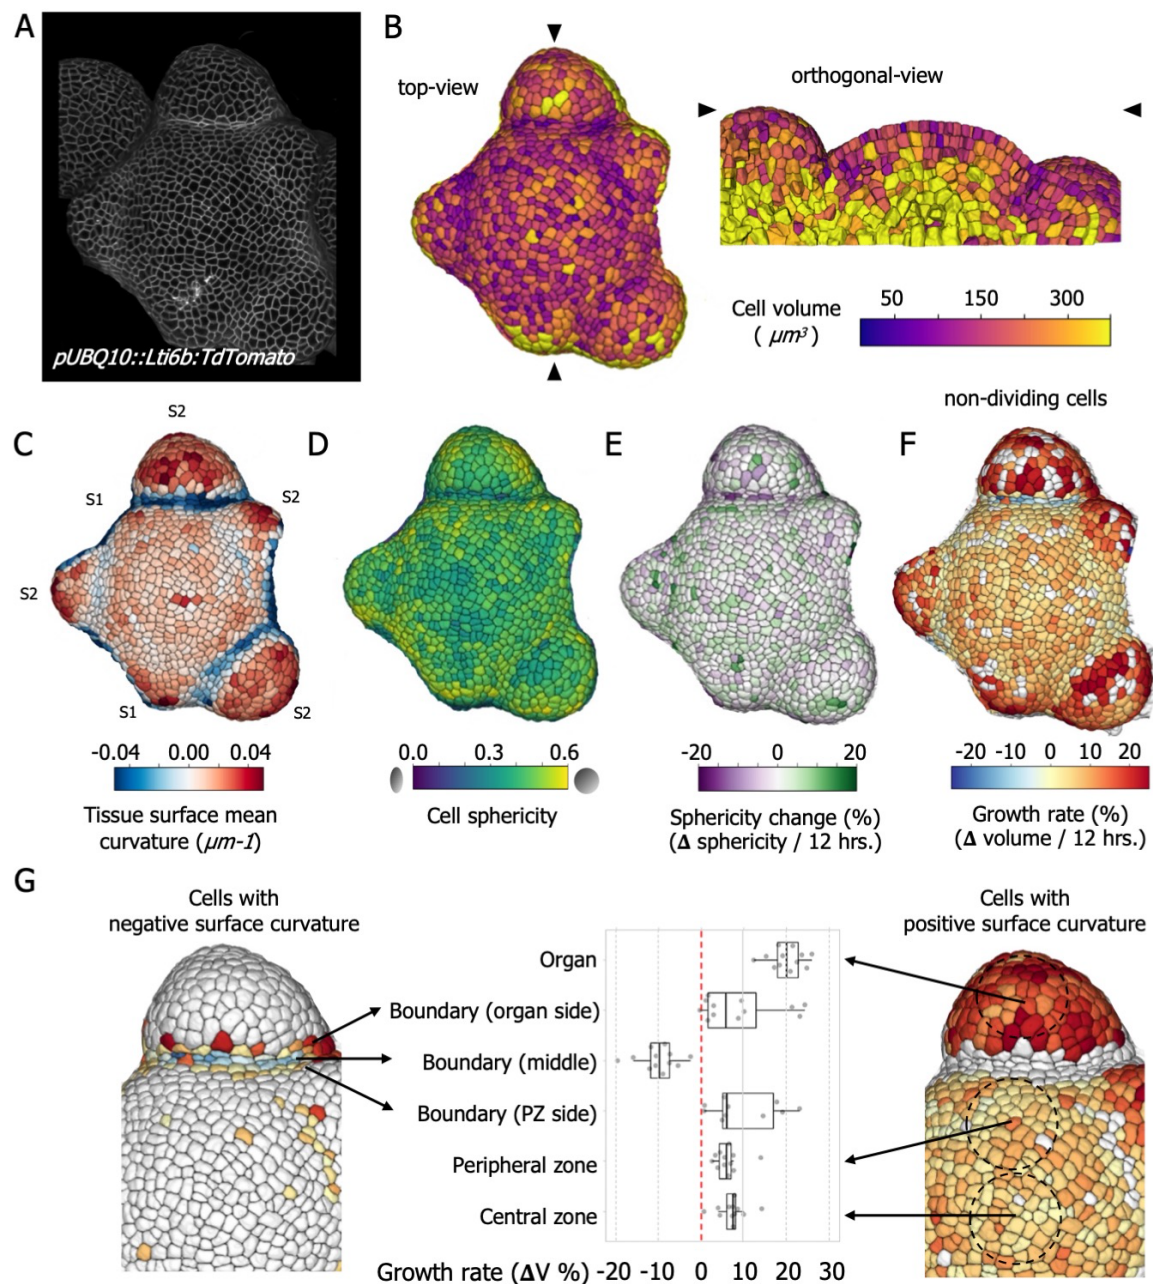 A
pUBQ10::Lti6b:TdTomato
B
top-view
orthogonal-view
Cell volume
( µm³)
50 150 300
C
S2
S1
S2
S2
S1
S2
-0.04 0.00 0.04
Tissue surface mean
curvature (µm-1)
D
0.0 0.3 0.6
Cell sphericity
E
-20 0 20
Sphericity change (%)
(Δ sphericity / 12 hrs.)
non-dividing cells
F
-20 -10 0 10 20
Growth rate (%)
(Δ volume / 12 hrs.)
G
Cells with
negative surface curvature
Cells with
positive surface curvature
Organ
Boundary (organ side)
Boundary (middle)
Boundary (PZ side)
Peripheral zone
Central zone
Growth rate (ΔV %) -20 -10 0 10 20 30